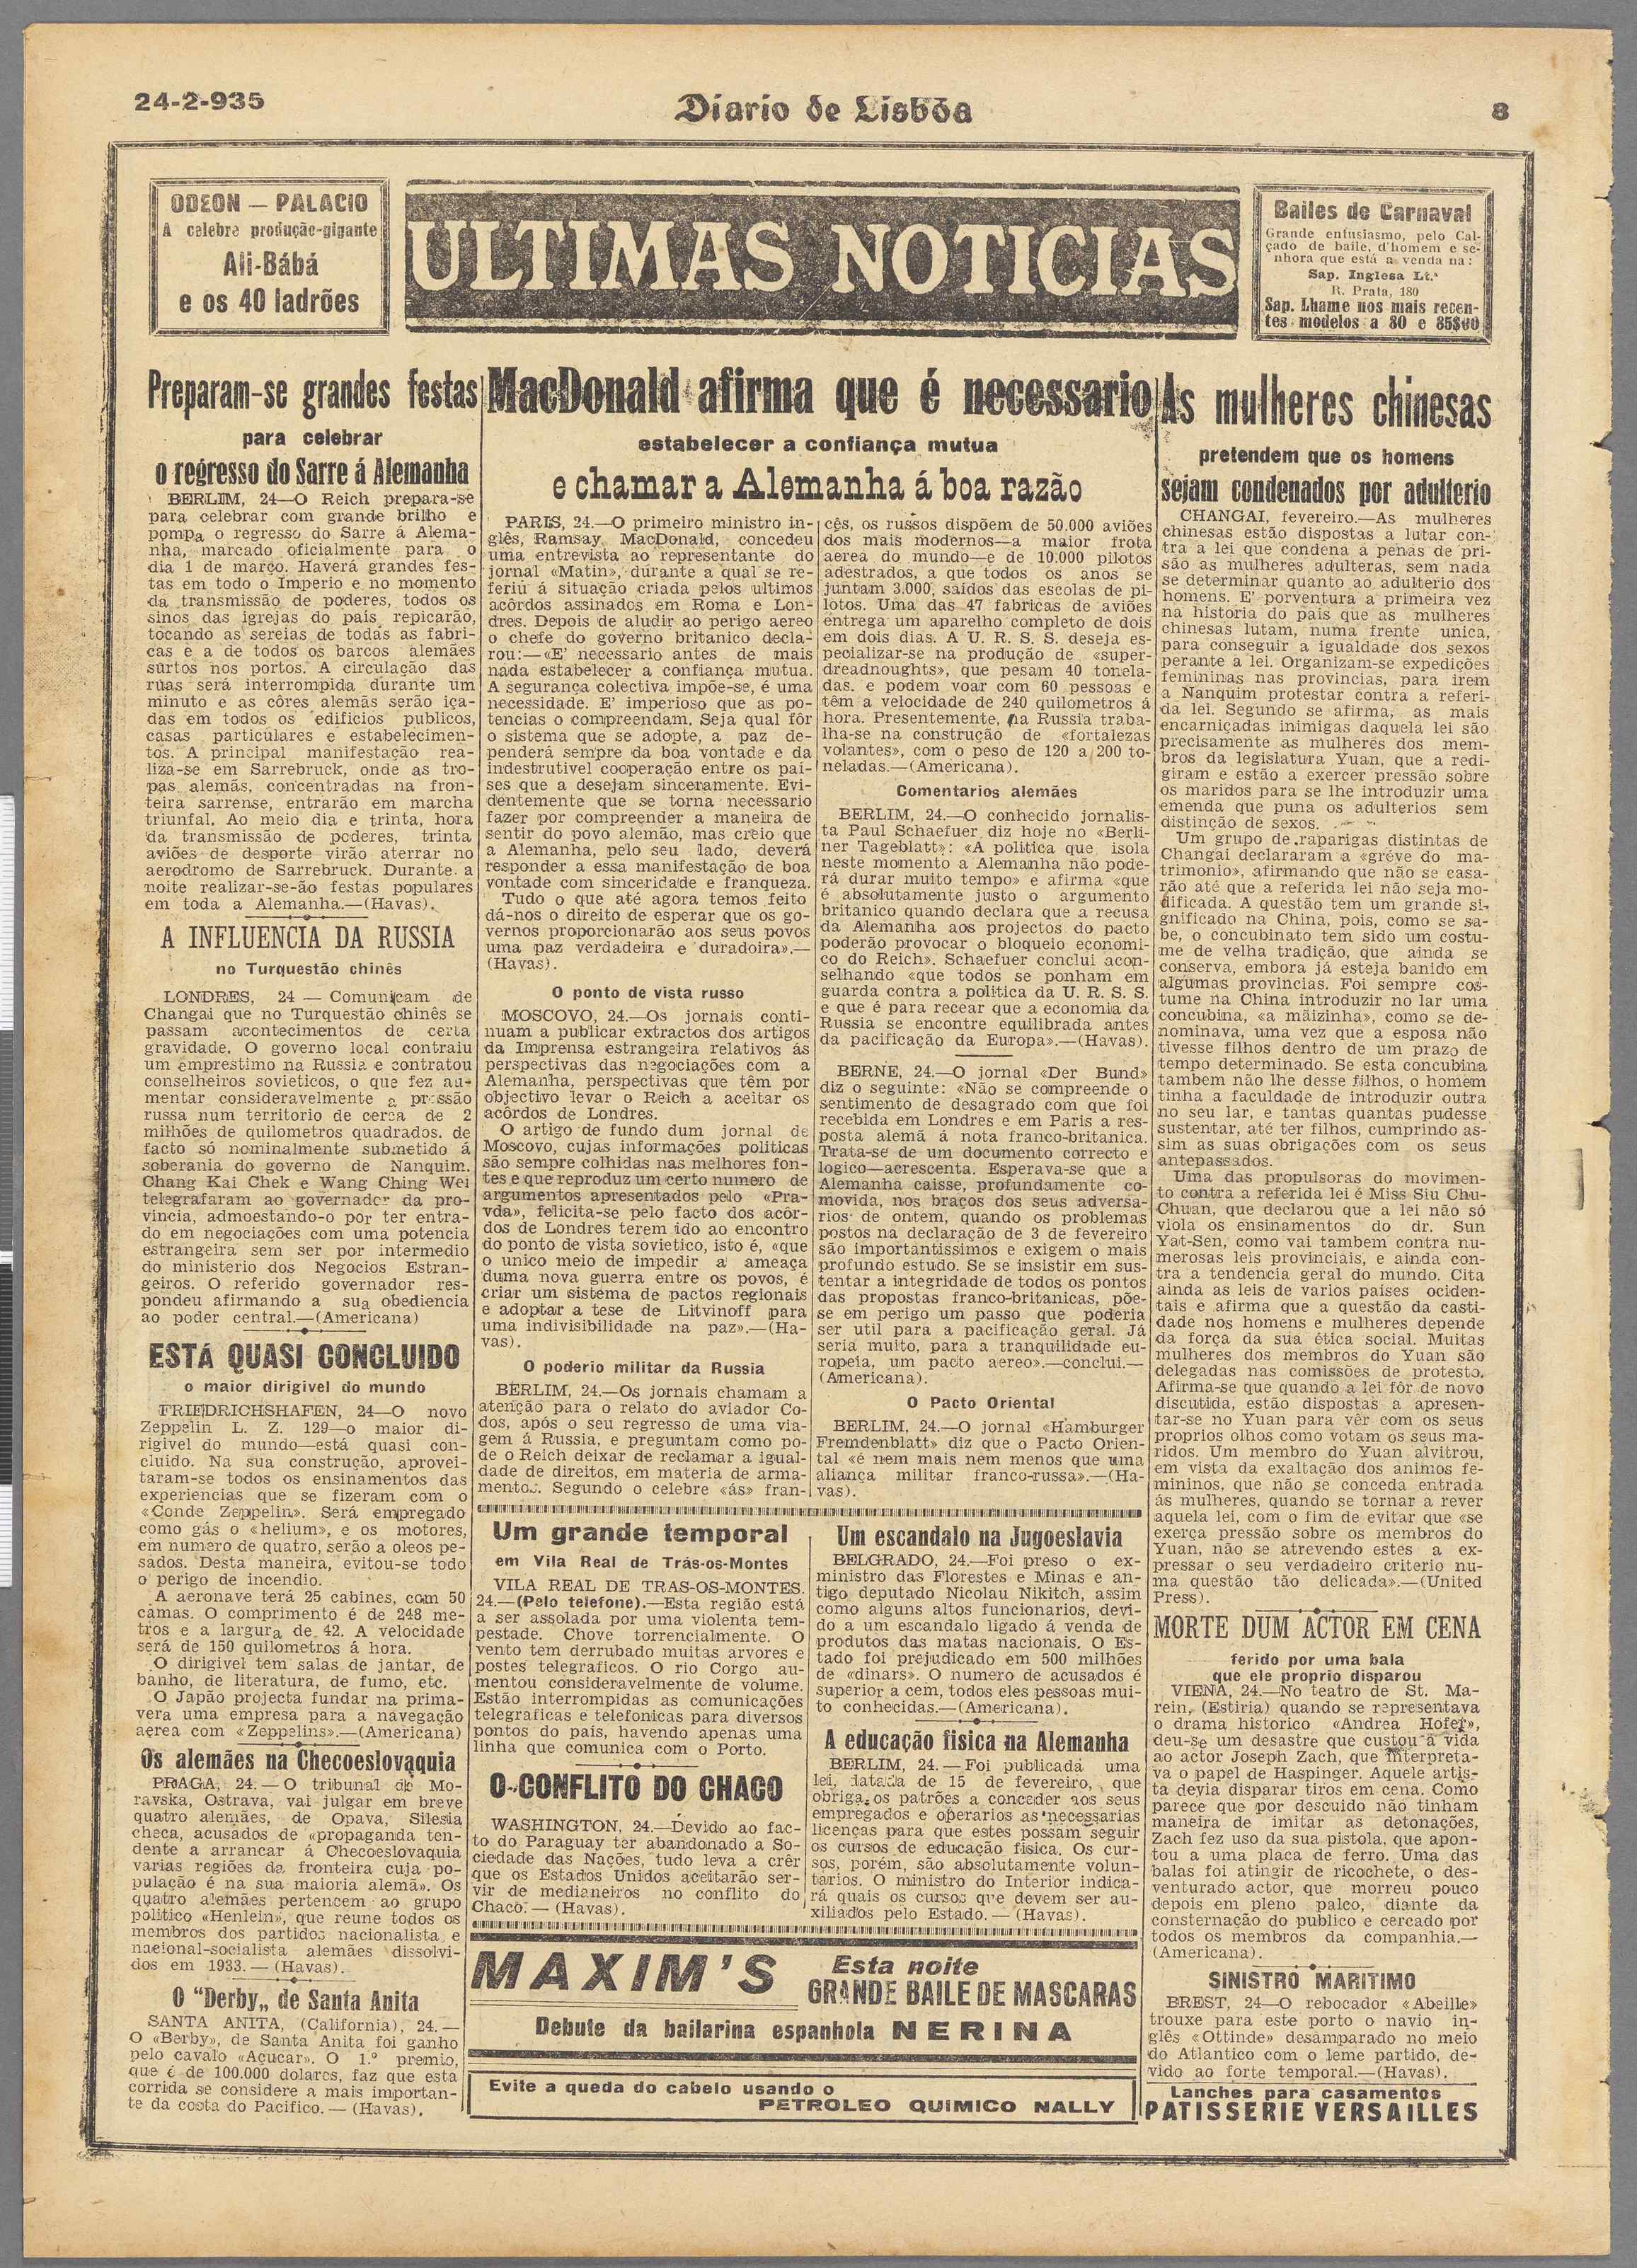 24-2-935
Diario de Lisbôa
8
ODEON — PALACIO
A celebre produção-gigante
Ali-Bábá
e os 40 ladrões
ULTIMAS NOTICIAS
Bailes de Carnaval
Grande entusiasmo, pelo Cal-
çado de baile, d'homem e se-
nhora que está a venda na:
Sap. Inglesa Lt.ª
R. Prata, 180
Sap. Lhame nos mais recen-
tes modelos a 80 e 85$00
Preparam-se grandes festas
para celebrar
o regresso do Sarre á Alemanha
BERLIM, 24—O Reich prepara-se
para celebrar com grande brilho e
pompa o regresso do Sarre á Alema-
nha, marcado oficialmente para o
dia 1 de março. Haverá grandes fes-
tas em todo o Imperio e no momento
da transmissão de poderes, todos os
sinos das igrejas do país repicarão,
tocando as sereias de todas as fabri-
cas e a de todos os barcos alemães
surtos nos portos. A circulação das
ruas será interrompida durante um
minuto e as côres alemãs serão iça-
das em todos os edificios publicos,
casas particulares e estabelecimen-
tos. A principal manifestação rea-
liza-se em Sarrebruck, onde as tro-
pas alemãs, concentradas na fron-
teira sarrense, entrarão em marcha
triunfal. Ao meio dia e trinta, hora
da transmissão de poderes, trinta
aviões de desporte virão aterrar no
aerodromo de Sarrebruck. Durante a
noite realizar-se-ão festas populares
em toda a Alemanha.—(Havas).
A INFLUENCIA DA RUSSIA
no Turquestão chinês
LONDRES, 24 — Comunicam de
Changai que no Turquestão chinês se
passam acontecimentos de certa
gravidade. O governo local contraiu
um emprestimo na Russia e contratou
conselheiros sovieticos, o que fez au-
mentar consideravelmente a pressão
russa num territorio de cerca de 2
milhões de quilometros quadrados, de
facto só nominalmente submetido á
soberania do governo de Nanquim.
Chang Kai Chek e Wang Ching Wei
telegrafaram ao governador da pro-
vincia, admoestando-o por ter entra-
do em negociações com uma potencia
estrangeira sem ser por intermedio
do ministerio dos Negocios Estran-
geiros. O referido governador res-
pondeu afirmando a sua obediencia
ao poder central.—(Americana)
ESTÁ QUASI CONCLUIDO
o maior dirigivel do mundo
FRIEDRICHSHAFEN, 24—O novo
Zeppelin L. Z. 129—o maior di-
rigivel do mundo—está quasi con-
cluido. Na sua construção, aprovei-
taram-se todos os ensinamentos das
experiencias que se fizeram com o
«Conde Zeppelin». Será empregado
como gás o «helium», e os motores,
em numero de quatro, serão a oleos pe-
sados. Desta maneira, evitou-se todo
o perigo de incendio.
A aeronave terá 25 cabines, com 50
camas. O comprimento é de 248 me-
tros e a largura de 42. A velocidade
será de 150 quilometros á hora.
O dirigivel tem salas de jantar, de
banho, de literatura, de fumo, etc.
O Japão projecta fundar na prima-
vera uma empresa para a navegação
aerea com «Zeppelins».—(Americana)
Os alemães na Checoeslovaquia
PRAGA, 24.—O tribunal de Mo-
ravska, Ostrava, vai julgar em breve
quatro alemães, de Opava, Silesia
checa, acusados de «propaganda ten-
dente a arrancar á Checoeslovaquia
varias regiões da fronteira cuja po-
pulação é na sua maioria alemã». Os
quatro alemães pertencem ao grupo
politico «Henlein», que reune todos os
membros dos partidos nacionalista e
nacional-socialista alemães dissolvi-
dos em 1933.— (Havas).
O "Derby„ de Santa Anita
SANTA ANITA, (California), 24.—
O «Berby», de Santa Anita foi ganho
pelo cavalo «Açucar». O 1.º premio,
que é de 100.000 dolares, faz que esta
corrida se considere a mais importan-
te da costa do Pacifico.— (Havas).
MacDonald afirma que é necessario
estabelecer a confiança mutua
e chamar a Alemanha á boa razão
PARIS, 24.—O primeiro ministro in-
glês, Ramsay MacDonald, concedeu
uma entrevista ao representante do
jornal «Matin», durante a qual se re-
feriu á situação criada pelos ultimos
acôrdos assinados em Roma e Lon-
dres. Depois de aludir ao perigo aereo
o chefe do governo britanico decla-
rou:—«E' necessario antes de mais
nada estabelecer a confiança mutua.
A segurança colectiva impõe-se, é uma
necessidade. E' imperioso que as po-
tencias o compreendam. Seja qual fôr
o sistema que se adopte, a paz de-
penderá sempre da boa vontade e da
indestrutivel cooperação entre os paí-
ses que a desejam sinceramente. Evi-
dentemente que se torna necessario
fazer por compreender a maneira de
sentir do povo alemão, mas creio que
a Alemanha, pelo seu lado, deverá
responder a essa manifestação de boa
vontade com sinceridade e franqueza.
Tudo o que até agora temos feito
dá-nos o direito de esperar que os go-
vernos proporcionarão aos seus povos
uma paz verdadeira e duradoira».—
(Havas).
O ponto de vista russo
MOSCOVO, 24.—Os jornais conti-
nuam a publicar extractos dos artigos
da Imprensa estrangeira relativos ás
perspectivas das negociações com a
Alemanha, perspectivas que têm por
objectivo levar o Reich a aceitar os
acôrdos de Londres.
O artigo de fundo dum jornal de
Moscovo, cujas informações politicas
são sempre colhidas nas melhores fon-
tes e que reproduz um certo numero de
argumentos apresentados pelo «Pra-
vda», felicita-se pelo facto dos acôr-
dos de Londres terem ido ao encontro
do ponto de vista sovietico, isto é, «que
o unico meio de impedir a ameaça
duma nova guerra entre os povos, é
criar um sistema de pactos regionais
e adoptar a tese de Litvinoff para
uma indivisibilidade na paz».—(Ha-
vas).
O poderio militar da Russia
BERLIM, 24.—Os jornais chamam a
atenção para o relato do aviador Co-
dos, após o seu regresso de uma via-
gem á Russia, e preguntam como po-
de o Reich deixar de reclamar a igual-
dade de direitos, em materia de arma-
mentos. Segundo o celebre «ás» fran-
cês, os russos dispõem de 50.000 aviões
dos mais modernos—a maior frota
aerea do mundo—e de 10.000 pilotos
adestrados, a que todos os anos se
juntam 3.000, saídos das escolas de pi-
lotos. Uma das 47 fabricas de aviões
entrega um aparelho completo de dois
em dois dias. A U. R. S. S. deseja es-
pecializar-se na produção de «super-
dreadnoughts», que pesam 40 tonela-
das. e podem voar com 60 pessoas e
têm a velocidade de 240 quilometros á
hora. Presentemente, na Russia traba-
lha-se na construção de «fortalezas
volantes», com o peso de 120 a 200 to-
neladas.—(Americana).
Comentarios alemães
BERLIM, 24.—O conhecido jornalis-
ta Paul Schaefuer diz hoje no «Berli-
ner Tageblatt»: «A politica que isola
neste momento a Alemanha não pode-
rá durar muito tempo» e afirma «que
é absolutamente justo o argumento
britanico quando declara que a recusa
da Alemanha aos projectos do pacto
poderão provocar o bloqueio economi-
co do Reich». Schaefuer conclui acon-
selhando «que todos se ponham em
guarda contra a politica da U. R. S. S.
e que é para recear que a economia da
Russia se encontre equilibrada antes
da pacificação da Europa».—(Havas).
BERNE, 24.—O jornal «Der Bund»
diz o seguinte: «Não se compreende o
sentimento de desagrado com que foi
recebida em Londres e em Paris a res-
posta alemã á nota franco-britanica.
Trata-se de um documento correcto e
logico—acrescenta. Esperava-se que a
Alemanha caisse, profundamente co-
movida, nos braços dos seus adversa-
rios de ontem, quando os problemas
postos na declaração de 3 de fevereiro
são importantissimos e exigem o mais
profundo estudo. Se se insistir em sus-
tentar a integridade de todos os pontos
das propostas franco-britanicas, põe-
se em perigo um passo que poderia
ser util para a pacificação geral. Já
seria muito, para a tranquilidade eu-
ropeia, um pacto aereo».—conclui.—
(Americana).
O Pacto Oriental
BERLIM, 24.—O jornal «Hamburger
Fremdenblatt» diz que o Pacto Orien-
tal «é nem mais nem menos que uma
aliança militar franco-russa».—(Ha-
vas).
Um grande temporal
em Vila Real de Trás-os-Montes
VILA REAL DE TRAS-OS-MONTES.
24.—(Pelo telefone).—Esta região está
a ser assolada por uma violenta tem-
pestade. Chove torrencialmente. O
vento tem derrubado muitas arvores e
postes telegraficos. O rio Corgo au-
mentou consideravelmente de volume.
Estão interrompidas as comunicações
telegraficas e telefonicas para diversos
pontos do país, havendo apenas uma
linha que comunica com o Porto.
O CONFLITO DO CHACO
WASHINGTON, 24.—Devido ao fac-
to do Paraguay ter abandonado a So-
ciedade das Nações, tudo leva a crêr
que os Estados Unidos aceitarão ser-
vir de medianeiros no conflito do
Chaco.— (Havas).
Um escandalo na Jugoeslavia
BELGRADO, 24.—Foi preso o ex-
ministro das Florestes e Minas e an-
tigo deputado Nicolau Nikitch, assim
como alguns altos funcionarios, devi-
do a um escandalo ligado á venda de
produtos das matas nacionais. O Es-
tado foi prejudicado em 500 milhões
de «dinars». O numero de acusados é
superior a cem, todos eles pessoas mui-
to conhecidas.—(Americana).
A educação fisica na Alemanha
BERLIM, 24.—Foi publicada uma
lei, datada de 15 de fevereiro, que
obriga os patrões a conceder aos seus
empregados e operarios as necessarias
licenças para que estes possam seguir
os cursos de educação fisica. Os cur-
sos, porém, são absolutamente volun-
tarios. O ministro do Interior indica-
rá quais os cursos que devem ser au-
xiliados pelo Estado.— (Havas).
MAXIM'S
Esta noite
GRANDE BAILE DE MASCARAS
Debute da bailarina espanhola NERINA
Evite a queda do cabelo usando o
PETROLEO QUIMICO NALLY
As mulheres chinesas
pretendem que os homens
sejam condenados por adulterio
CHANGAI, fevereiro.—As mulheres
chinesas estão dispostas a lutar con-
tra a lei que condena á penas de pri-
são as mulheres adulteras, sem nada
se determinar quanto ao adulterio dos
homens. E' porventura a primeira vez
na historia do país que as mulheres
chinesas lutam, numa frente unica,
para conseguir a igualdade dos sexos
perante a lei. Organizam-se expedições
femininas nas provincias, para irem
a Nanquim protestar contra a referi-
da lei. Segundo se afirma, as mais
encarniçadas inimigas daquela lei são
precisamente as mulheres dos mem-
bros da legislatura Yuan, que a redi-
giram e estão a exercer pressão sobre
os maridos para se lhe introduzir uma
emenda que puna os adulterios sem
distinção de sexos.
Um grupo de raparigas distintas de
Changai declararam a «gréve do ma-
trimonio», afirmando que não se casa-
rão até que a referida lei não seja mo-
dificada. A questão tem um grande si-
gnificado na China, pois, como se sa-
be, o concubinato tem sido um costu-
me de velha tradição, que ainda se
conserva, embora já esteja banido em
algumas provincias. Foi sempre cos-
tume na China introduzir no lar uma
concubina, «a mãizinha», como se de-
nominava, uma vez que a esposa não
tivesse filhos dentro de um prazo de
tempo determinado. Se esta concubina
tambem não lhe desse filhos, o homem
tinha a faculdade de introduzir outra
no seu lar, e tantas quantas pudesse
sustentar, até ter filhos, cumprindo as-
sim as suas obrigações com os seus
antepassados.
Uma das propulsoras do movimen-
to contra a referida lei é Miss Siu Chu-
Chuan, que declarou que a lei não só
viola os ensinamentos do dr. Sun
Yat-Sen, como vai tambem contra nu-
merosas leis provinciais, e ainda con-
tra a tendencia geral do mundo. Cita
ainda as leis de varios países ociden-
tais e afirma que a questão da casti-
dade nos homens e mulheres depende
da força da sua ética social. Muitas
mulheres dos membros do Yuan são
delegadas nas comissões de protesto.
Afirma-se que quando a lei fôr de novo
discutida, estão dispostas a apresen-
tar-se no Yuan para vêr com os seus
proprios olhos como votam os seus ma-
ridos. Um membro do Yuan alvitrou,
em vista da exaltação dos animos fe-
mininos, que não se conceda entrada
ás mulheres, quando se tornar a rever
aquela lei, com o fim de evitar que «se
exerça pressão sobre os membros do
Yuan, não se atrevendo estes a ex-
pressar o seu verdadeiro criterio nu-
ma questão tão delicada».—(United
Press).
MORTE DUM ACTOR EM CENA
ferido por uma bala
que ele proprio disparou
VIENA, 24.—No teatro de St. Ma-
rein, (Estiria) quando se representava
o drama historico «Andrea Hofer»,
deu-se um desastre que custou a vida
ao actor Joseph Zach, que interpreta-
va o papel de Haspinger. Aquele artis-
ta devia disparar tiros em cena. Como
parece que por descuido não tinham
maneira de imitar as detonações,
Zach fez uso da sua pistola, que apon-
tou a uma placa de ferro. Uma das
balas foi atingir de ricochete, o des-
venturado actor, que morreu pouco
depois em pleno palco, diante da
consternação do publico e cercado por
todos os membros da companhia.—
(Americana).
SINISTRO MARITIMO
BREST, 24—O rebocador «Abeille»
trouxe para este porto o navio in-
glês «Ottinde» desamparado no meio
do Atlantico com o leme partido, de-
vido ao forte temporal.—(Havas).
Lanches para casamentos
PATISSERIE VERSAILLES